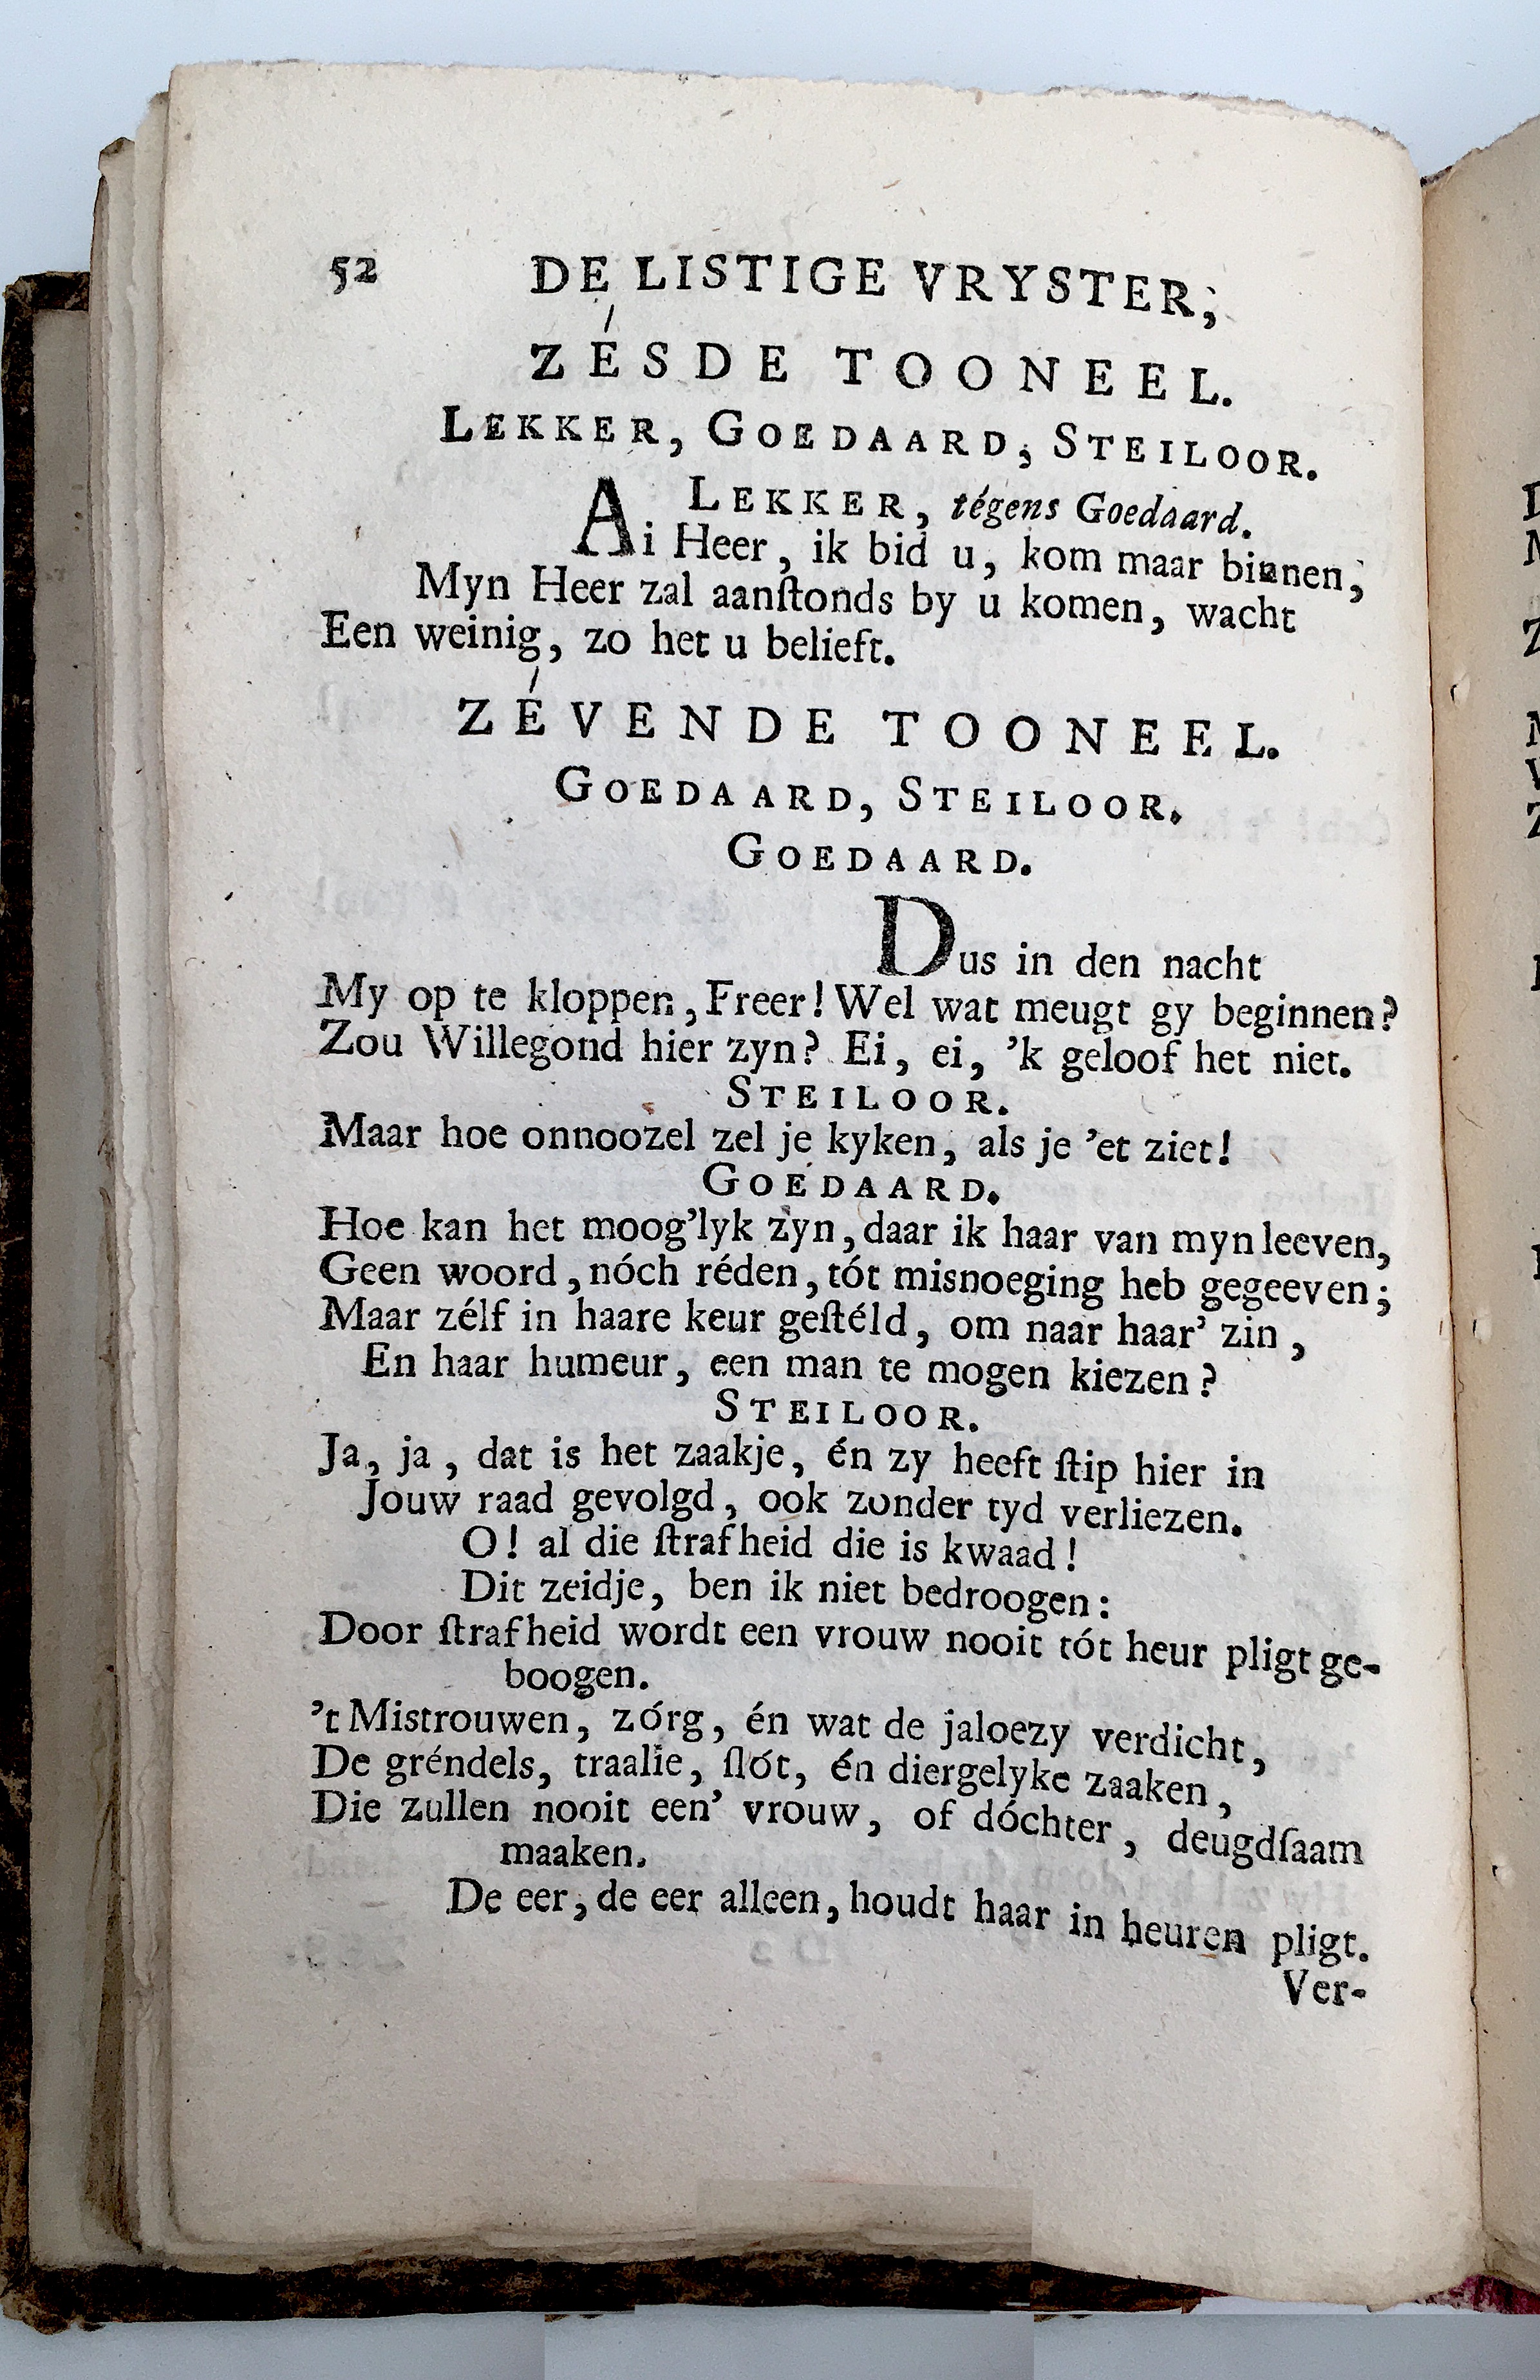 52 DE LISTIGE VRYSTER;
ZÉSDE TOONEEL.
LEKKER, GOEDAARD, STEILOOR.
LEKKER, tégens Goedaard.
Ai Heer, ik bid u, kom maar binnen,
Myn Heer zal aanſtonds by u komen, wacht
Een weinig, zo het u belieft.
ZÉVENDE TOONEEL.
GOEDAARD, STEILOOR.
GOEDAARD.
Dus in den nacht
My op te kloppen, Freer! Wel wat meugt gy beginnen?
Zou Willegond hier zyn? Ei, ei, ’k geloof het niet.
STEILOOR.
Maar hoe onnoozel zel je kyken, als je ’et ziet!
GOEDAARD.
Hoe kan het moog’lyk zyn, daar ik haar van myn leeven,
Geen woord, nóch réden, tót misnoeging heb gegeeven;
Maar zélf in haare keur geſtéld, om naar haar’ zin,
En haar humeur, een man te mogen kiezen?
STEILOOR.
Ja, ja, dat is het zaakje, én zy heeft ſtip hier in
Jouw raad gevolgd, ook zonder tyd verliezen.
O! al die ſtrafheid die is kwaad!
Dit zeidje, ben ik niet bedroogen:
Door ſtrafheid wordt een vrouw nooit tót heur pligt ge-
boogen.
’t Mistrouwen, zórg, én wat de jaloezy verdicht,
De gréndels, traalie, ſlót, én diergelyke zaaken,
Die zullen nooit een’ vrouw, of dóchter, deugdſaam
maaken.
De eer, de eer alleen, houdt haar in heuren pligt.
Ver-